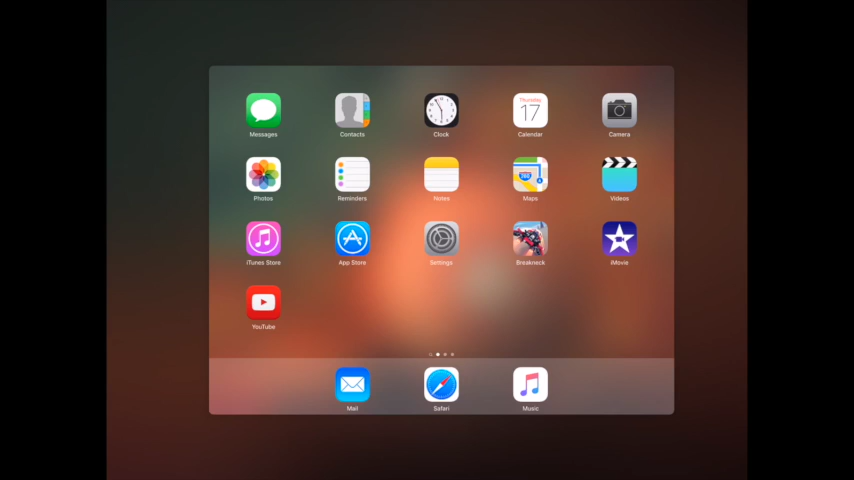 Messages Contacts Clock Calendar Camera
Thursday
17
Photos Reminders Notes Maps Videos
280
iTunes Store App Store Settings Breakneck iMovie
YouTube
Mail Safari Music